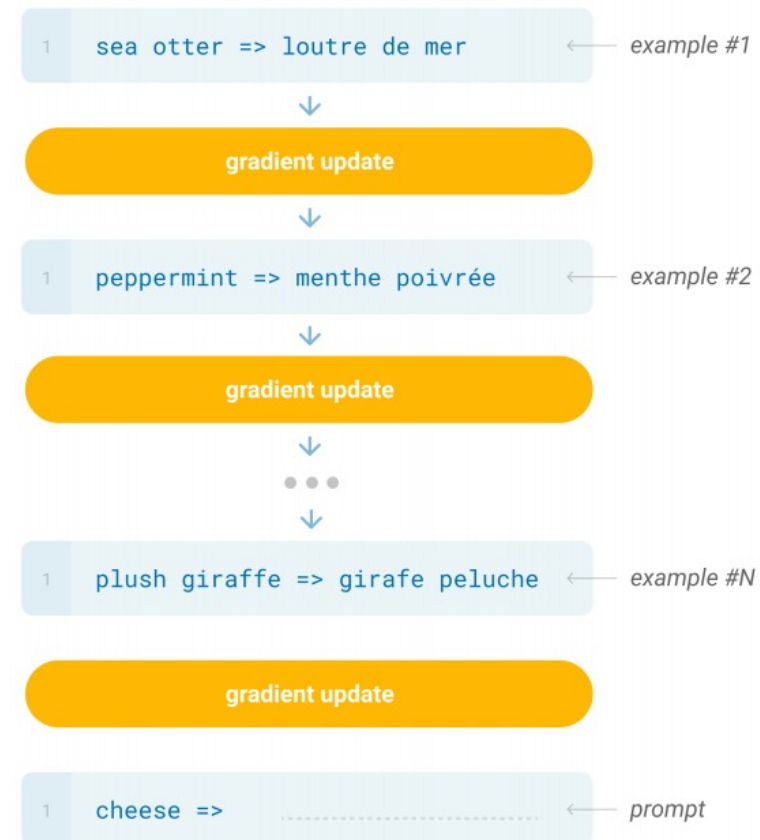 1 sea otter => loutre de mer example #1
gradient update
1 peppermint => menthe poivrée example #2
gradient update
1 plush giraffe => girafe peluche example #N
gradient update
1 cheese => prompt